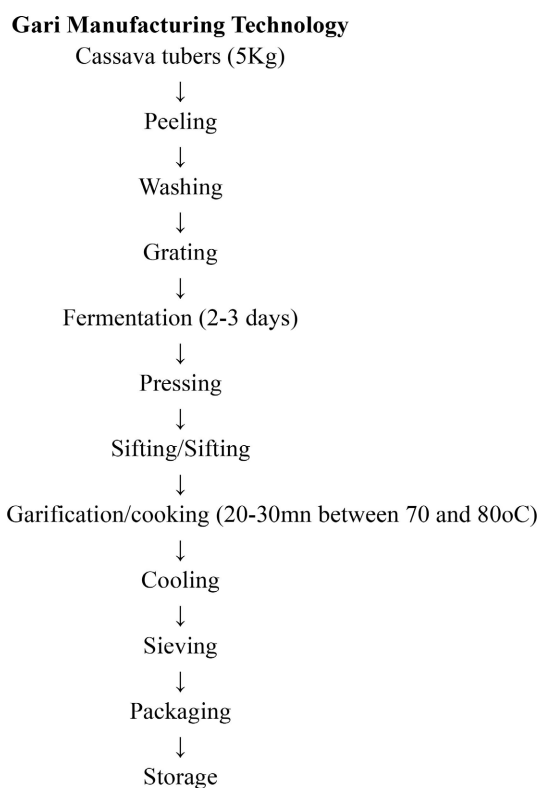 Gari Manufacturing Technology
Cassava tubers (5Kg)
↓
Peeling
↓
Washing
↓
Grating
↓
Fermentation (2-3 days)
↓
Pressing
↓
Sifting/Sifting
↓
Garification/cooking (20-30mn between 70 and 80oC)
↓
Cooling
↓
Sieving
↓
Packaging
↓
Storage